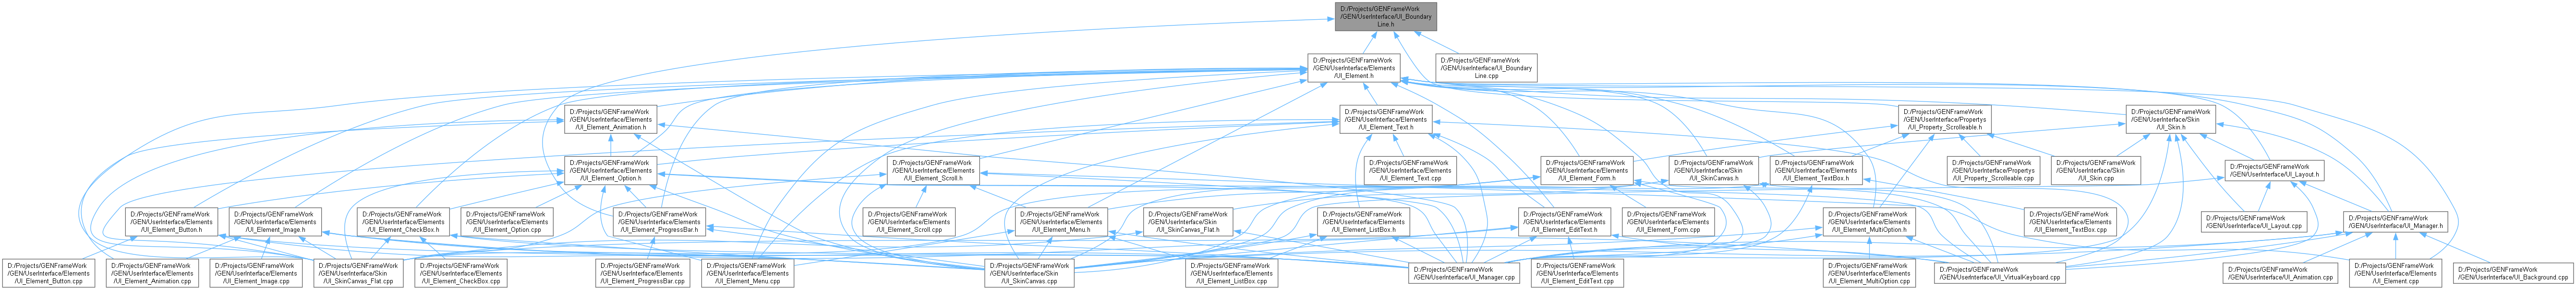 D:/Projects/GENFrameWork
/GEN/UserInterface/UI_Boundary
Line.h
D:/Projects/GENFrameWork
/GEN/UserInterface/Elements
/UI_Element.h
D:/Projects/GENFrameWork
/GEN/UserInterface/UI_Boundary
Line.cpp
D:/Projects/GENFrameWork
/GEN/UserInterface/Elements
/UI_Element_Animation.h
D:/Projects/GENFrameWork
/GEN/UserInterface/Elements
/UI_Element_Text.h
D:/Projects/GENFrameWork
/GEN/UserInterface/Propertys
/UI_Property_Scrolleable.h
D:/Projects/GENFrameWork
/GEN/UserInterface/Skin
/UI_Skin.h
D:/Projects/GENFrameWork
/GEN/UserInterface/Elements
/UI_Element_Option.h
D:/Projects/GENFrameWork
/GEN/UserInterface/Elements
/UI_Element_Scroll.h
D:/Projects/GENFrameWork
/GEN/UserInterface/Elements
/UI_Element_Text.cpp
D:/Projects/GENFrameWork
/GEN/UserInterface/Elements
/UI_Element_Form.h
D:/Projects/GENFrameWork
/GEN/UserInterface/Skin
/UI_SkinCanvas.h
D:/Projects/GENFrameWork
/GEN/UserInterface/Elements
/UI_Element_TextBox.h
D:/Projects/GENFrameWork
/GEN/UserInterface/Propertys
/UI_Property_Scrolleable.cpp
D:/Projects/GENFrameWork
/GEN/UserInterface/Skin
/UI_Skin.cpp
D:/Projects/GENFrameWork
/GEN/UserInterface/UI_Layout.h
D:/Projects/GENFrameWork
/GEN/UserInterface/Elements
/UI_Element_Button.h
D:/Projects/GENFrameWork
/GEN/UserInterface/Elements
/UI_Element_Image.h
D:/Projects/GENFrameWork
/GEN/UserInterface/Elements
/UI_Element_CheckBox.h
D:/Projects/GENFrameWork
/GEN/UserInterface/Elements
/UI_Element_Option.cpp
D:/Projects/GENFrameWork
/GEN/UserInterface/Elements
/UI_Element_ProgressBar.h
D:/Projects/GENFrameWork
/GEN/UserInterface/Elements
/UI_Element_Scroll.cpp
D:/Projects/GENFrameWork
/GEN/UserInterface/Elements
/UI_Element_Menu.h
D:/Projects/GENFrameWork
/GEN/UserInterface/Skin
/UI_SkinCanvas_Flat.h
D:/Projects/GENFrameWork
/GEN/UserInterface/Elements
/UI_Element_ListBox.h
D:/Projects/GENFrameWork
/GEN/UserInterface/Elements
/UI_Element_EditText.h
D:/Projects/GENFrameWork
/GEN/UserInterface/Elements
/UI_Element_Form.cpp
D:/Projects/GENFrameWork
/GEN/UserInterface/Elements
/UI_Element_MultiOption.h
D:/Projects/GENFrameWork
/GEN/UserInterface/Elements
/UI_Element_TextBox.cpp
D:/Projects/GENFrameWork
/GEN/UserInterface/UI_Layout.cpp
D:/Projects/GENFrameWork
/GEN/UserInterface/UI_Manager.h
D:/Projects/GENFrameWork
/GEN/UserInterface/Elements
/UI_Element_Button.cpp
D:/Projects/GENFrameWork
/GEN/UserInterface/Elements
/UI_Element_Animation.cpp
D:/Projects/GENFrameWork
/GEN/UserInterface/Elements
/UI_Element_Image.cpp
D:/Projects/GENFrameWork
/GEN/UserInterface/Skin
/UI_SkinCanvas_Flat.cpp
D:/Projects/GENFrameWork
/GEN/UserInterface/Elements
/UI_Element_CheckBox.cpp
D:/Projects/GENFrameWork
/GEN/UserInterface/Elements
/UI_Element_ProgressBar.cpp
D:/Projects/GENFrameWork
/GEN/UserInterface/Elements
/UI_Element_Menu.cpp
D:/Projects/GENFrameWork
/GEN/UserInterface/Skin
/UI_SkinCanvas.cpp
D:/Projects/GENFrameWork
/GEN/UserInterface/Elements
/UI_Element_ListBox.cpp
D:/Projects/GENFrameWork
/GEN/UserInterface/UI_Manager.cpp
D:/Projects/GENFrameWork
/GEN/UserInterface/Elements
/UI_Element_EditText.cpp
D:/Projects/GENFrameWork
/GEN/UserInterface/Elements
/UI_Element_MultiOption.cpp
D:/Projects/GENFrameWork
/GEN/UserInterface/UI_VirtualKeyboard.cpp
D:/Projects/GENFrameWork
/GEN/UserInterface/UI_Animation.cpp
D:/Projects/GENFrameWork
/GEN/UserInterface/Elements
/UI_Element.cpp
D:/Projects/GENFrameWork
/GEN/UserInterface/UI_Background.cpp